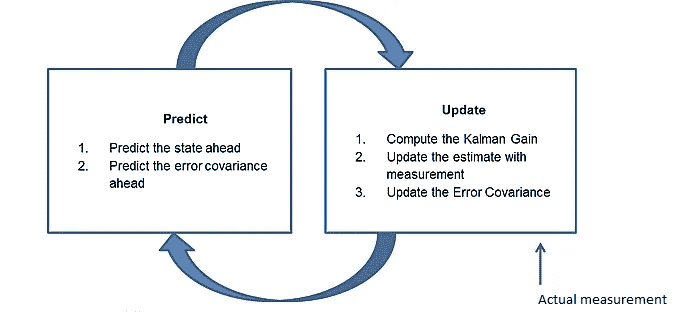 Predict
1. Predict the state ahead
2. Predict the error covariance
ahead
Update
1. Compute the Kalman Gain
2. Update the estimate with
measurement
3. Update the Error Covariance
Actual measurement